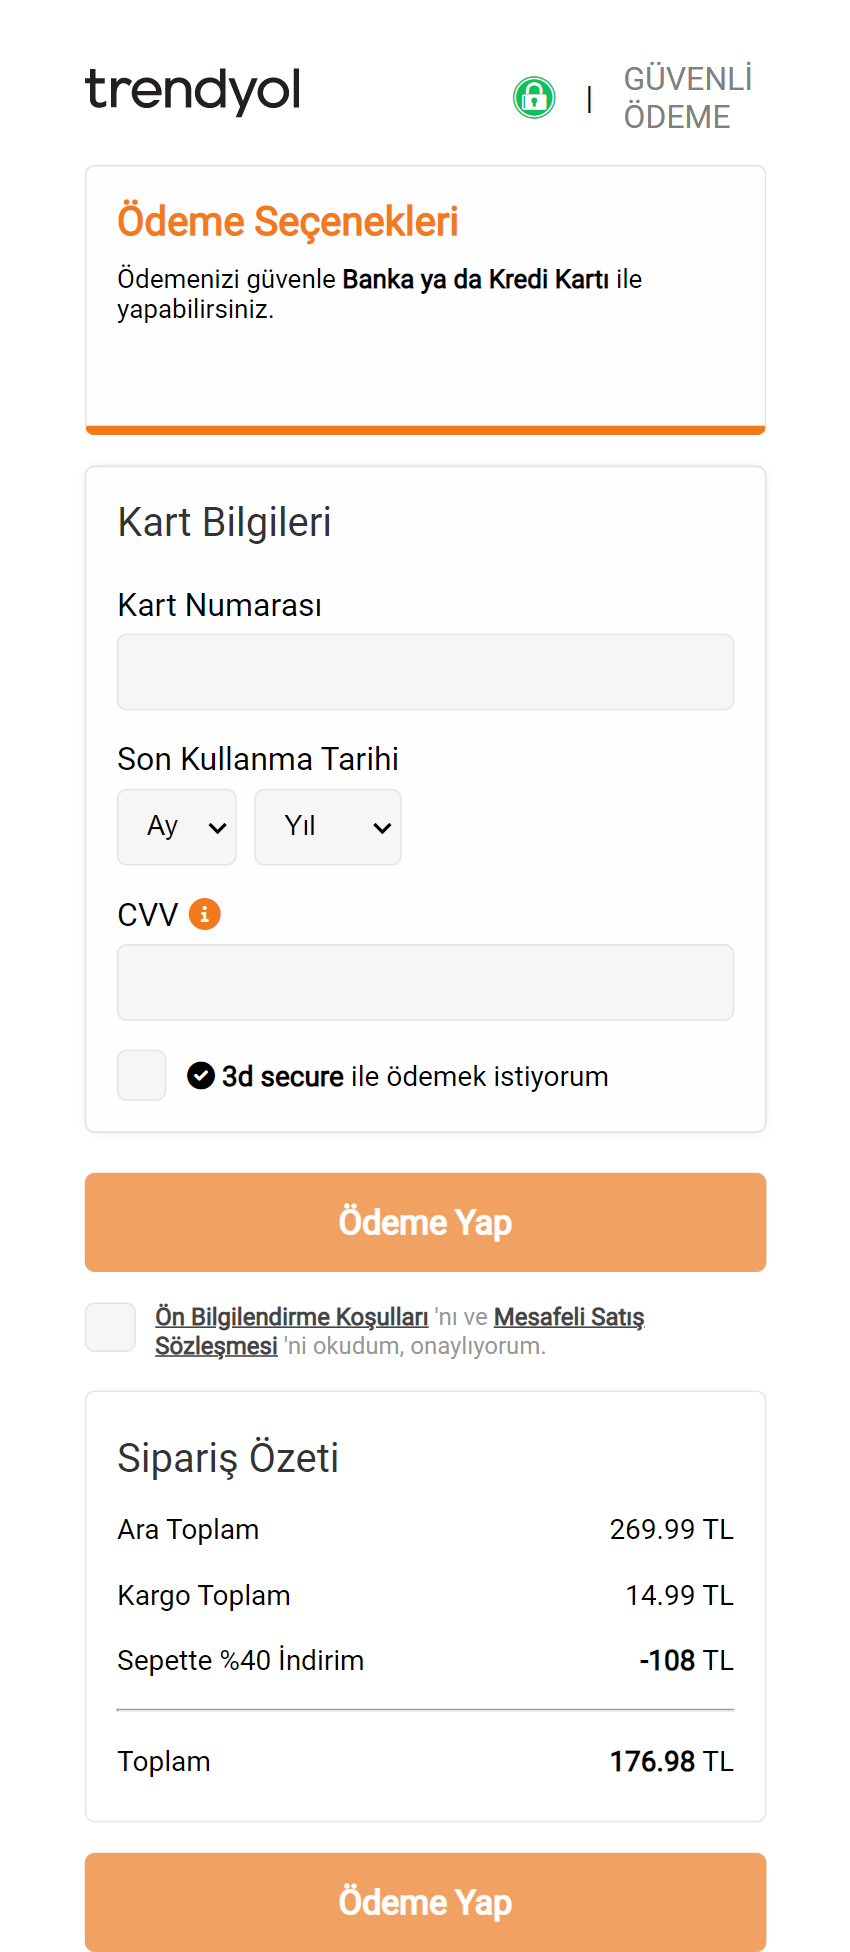 trendyol
|
GÜVENLİ
ÖDEME
Ödeme Seçenekleri
Ödemenizi güvenle Banka ya da Kredi Kartı ile
yapabilirsiniz.
Kart Bilgileri
Kart Numarası
Son Kullanma Tarihi
Ay Yıl
CVV i
3d secure ile ödemek istiyorum
Ödeme Yap
Ön Bilgilendirme Koşulları 'nı ve Mesafeli Satış
Sözleşmesi 'ni okudum, onaylıyorum.
Sipariş Özeti
Ara Toplam 269.99 TL
Kargo Toplam 14.99 TL
Sepette %40 İndirim -108 TL
Toplam 176.98 TL
Ödeme Yap